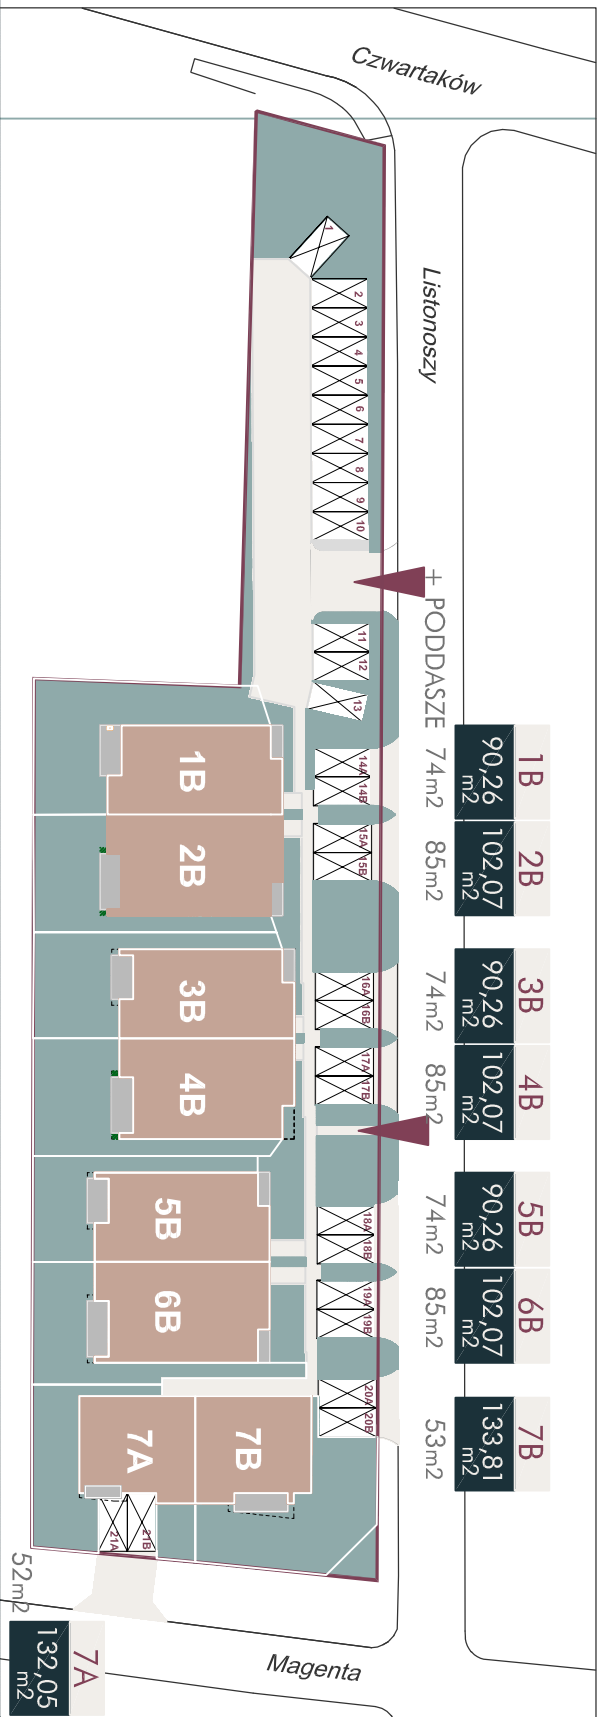 Czwartaków
Listonoszy
1
2
3
4
5
6
7
8
9
10
11
12
13
14A 14B
15A 15B
16A 16B
17A 17B
18A 18B
19A 19B
20A 20B
21A 21B
+ PODDASZE 74m2 85m2 74m2 85m2 74m2 85m2 53m2
1B
90,26
m2
2B
102,07
m2
3B
90,26
m2
4B
102,07
m2
5B
90,26
m2
6B
102,07
m2
7B
133,81
m2
1B
2B
3B
4B
5B
6B
7A
7B
52m2
7A
132,05
m2
Magenta